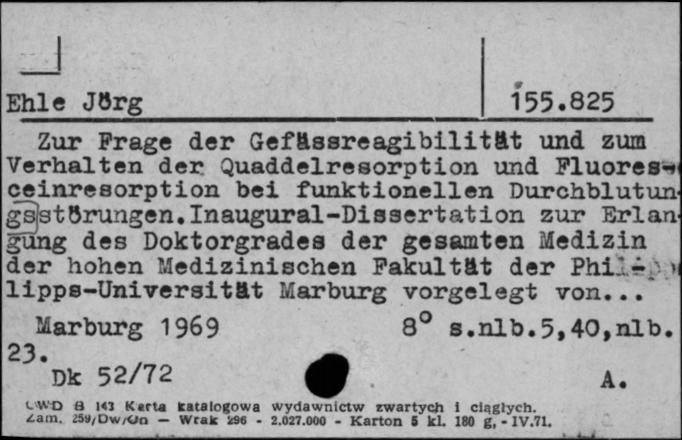 Ehle Jörg 155.825
Zur Frage der Gefässreagibilität und zum
Verhalten der Quaddelresorption und Fluores-
ceinresorption bei funktionellen Durchblutun-
gsstörungen.Inaugural-Dissertation zur Erlan-
gung des Doktorgrades der gesamten Medizin
der hohen Medizinischen Fakultät der Phi
lipps-Universität Marburg vorgelegt von...
Marburg 1969 8° s.nlb.5,40,nlb.
23.
Dk 52/72 A.
CWD B 143 Karta katalogowa wydawnictw zwartych i ciągłych.
Zam. 259/Dw/On — Wrak 296 - 2.027.000 - Karton 5 kl. 180 g, - IV.71.